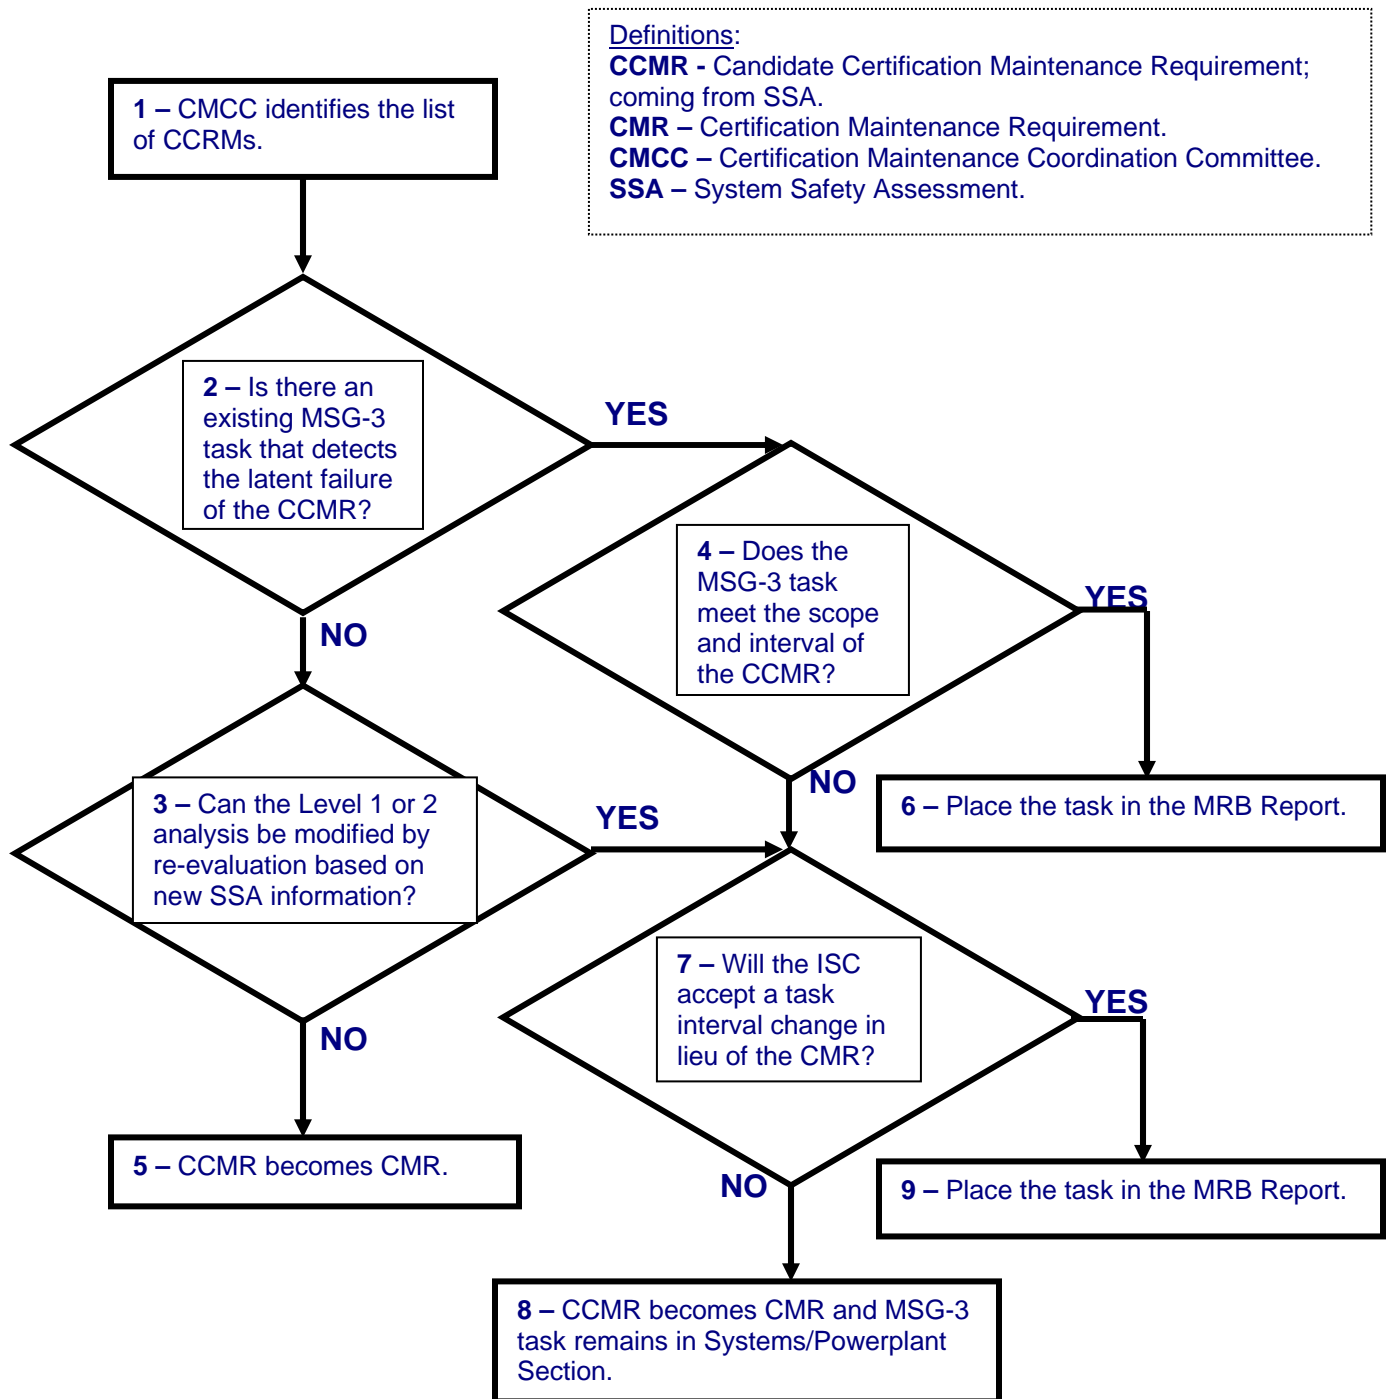 Definitions:
CCMR - Candidate Certification Maintenance Requirement;
coming from SSA.
CMR – Certification Maintenance Requirement.
CMCC – Certification Maintenance Coordination Committee.
SSA – System Safety Assessment.
1 – CMCC identifies the list
of CCRMs.
2 – Is there an
existing MSG-3
task that detects
the latent failure
of the CCMR?
YES
NO
4 – Does the
MSG-3 task
meet the scope
and interval of
the CCMR?
YES
NO
3 – Can the Level 1 or 2
analysis be modified by
re-evaluation based on
new SSA information?
YES
NO
6 – Place the task in the MRB Report.
7 – Will the ISC
accept a task
interval change in
lieu of the CMR?
YES
NO
5 – CCMR becomes CMR.
9 – Place the task in the MRB Report.
8 – CCMR becomes CMR and MSG-3
task remains in Systems/Powerplant
Section.